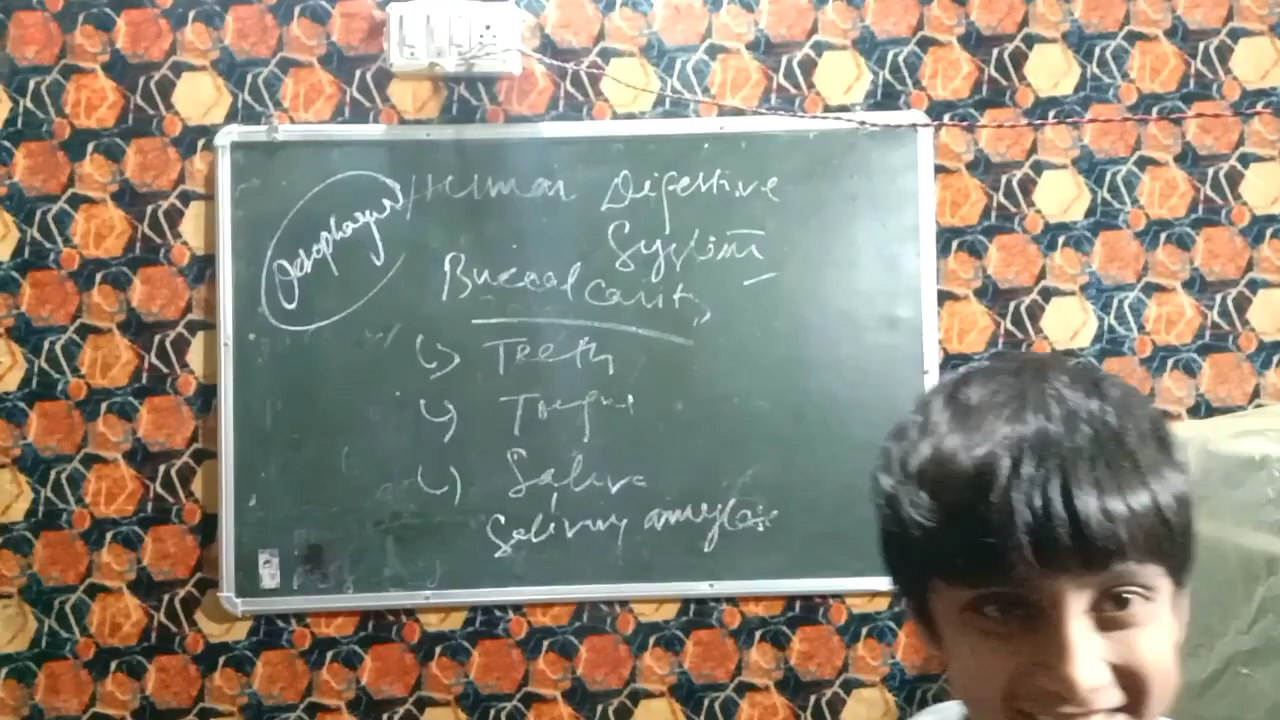 Human Digestive
System
Oesophagus
Buccal cavity
Teeth
Tongue
Saliva
Salivary amylase